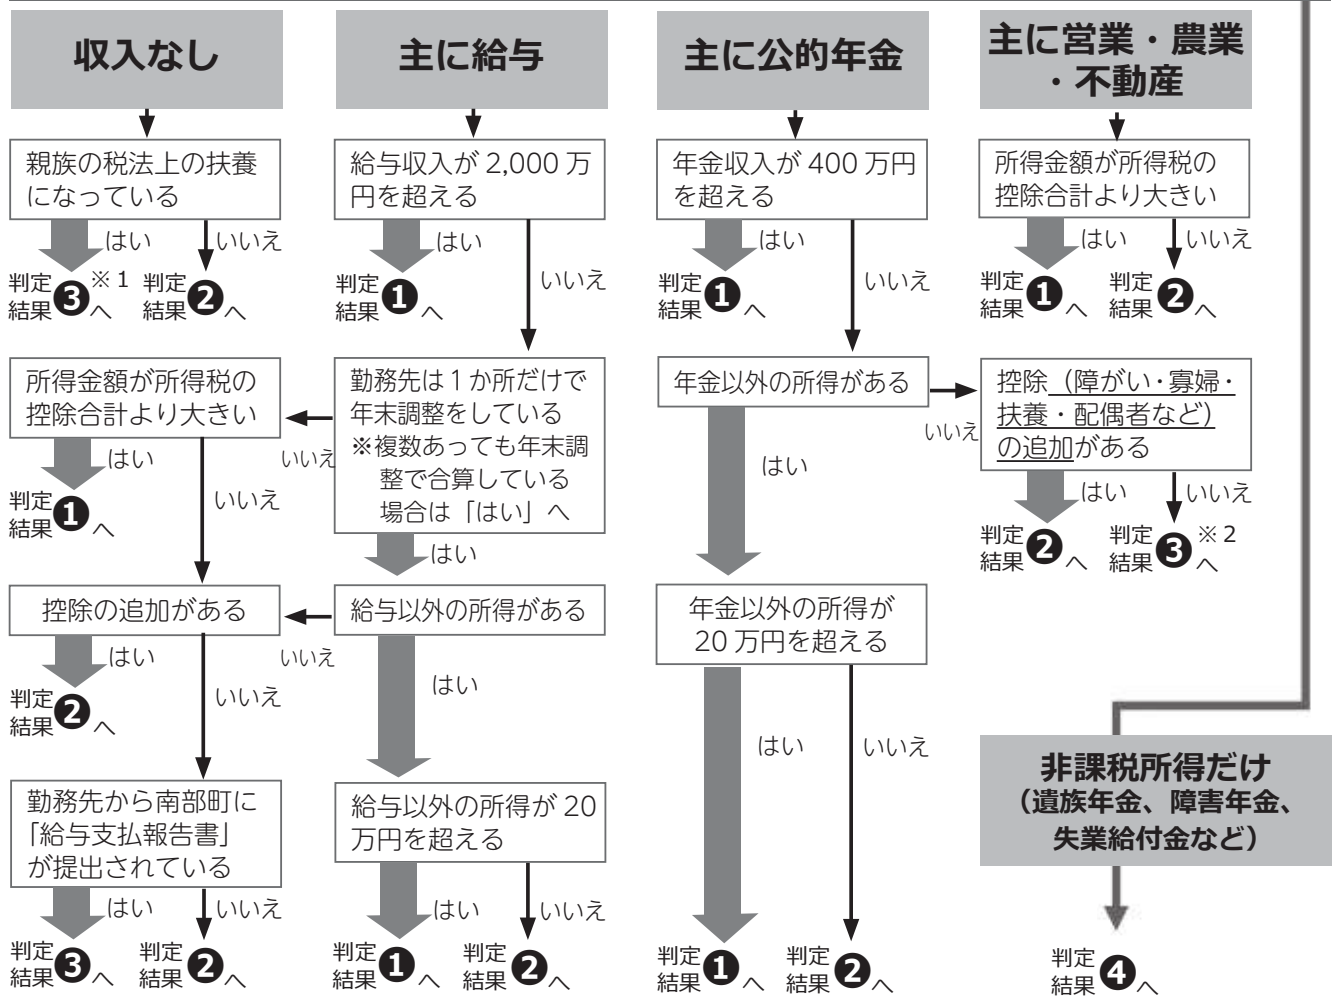 収入なし
親族の税法上の扶養
になっている
はい
いいえ
判定
結果❸へ ※1
判定
結果❷へ
主に給与
給与収入が 2,000 万
円を超える
はい
いいえ
判定
結果❶へ
勤務先は１か所だけで
年末調整をしている
※複数あっても年末調
整で合算している
場合は「はい」へ
いいえ
はい
所得金額が所得税の
控除合計より大きい
はい
いいえ
判定
結果❶へ
給与以外の所得がある
いいえ
はい
控除の追加がある
はい
いいえ
判定
結果❷へ
勤務先から南部町に
「給与支払報告書」
が提出されている
はい
いいえ
判定
結果❸へ
判定
結果❷へ
給与以外の所得が 20
万円を超える
はい
いいえ
判定
結果❶へ
判定
結果❷へ
主に公的年金
年金収入が 400 万円
を超える
はい
いいえ
判定
結果❶へ
年金以外の所得がある
いいえ
はい
年金以外の所得が
20 万円を超える
はい
いいえ
判定
結果❶へ
判定
結果❷へ
主に営業・農業
・不動産
所得金額が所得税の
控除合計より大きい
はい
いいえ
判定
結果❶へ
判定
結果❷へ
控除（障がい・寡婦・
扶養・配偶者など）
の追加がある
はい
いいえ
判定
結果❷へ
判定
結果❸へ ※2
非課税所得だけ
（遺族年金、障害年金、
失業給付金など）
判定
結果❹へ